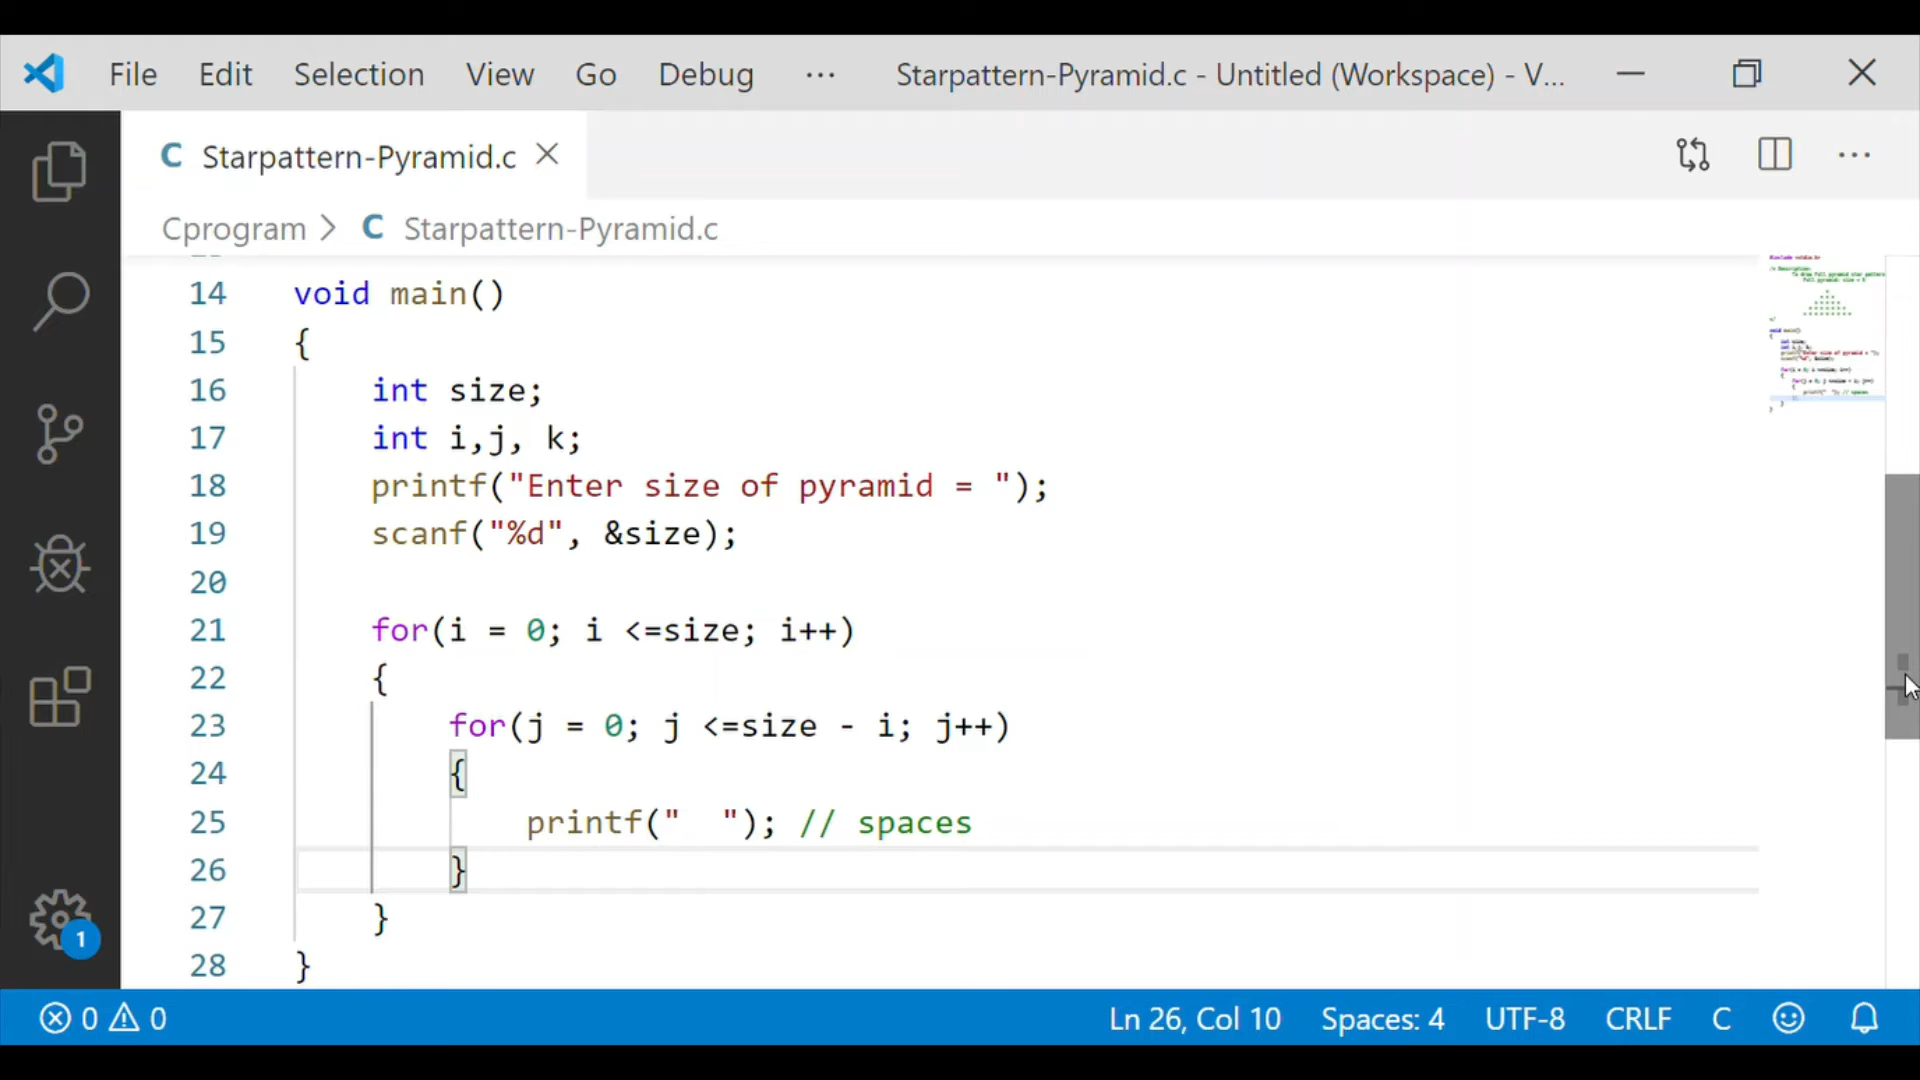 File Edit Selection View Go Debug ··· Starpattern-Pyramid.c - Untitled (Workspace) - V...
C Starpattern-Pyramid.c
Cprogram > C Starpattern-Pyramid.c
14 void main()
15 {
16 int size;
17 int i,j, k;
18 printf("Enter size of pyramid = ");
19 scanf("%d", &size);
20
21 for(i = 0; i <=size; i++)
22 {
23 for(j = 0; j <=size - i; j++)
24 {
25 printf("  "); // spaces
26 }
27 }
28 }
1
0 0 Ln 26, Col 10 Spaces: 4 UTF-8 CRLF C